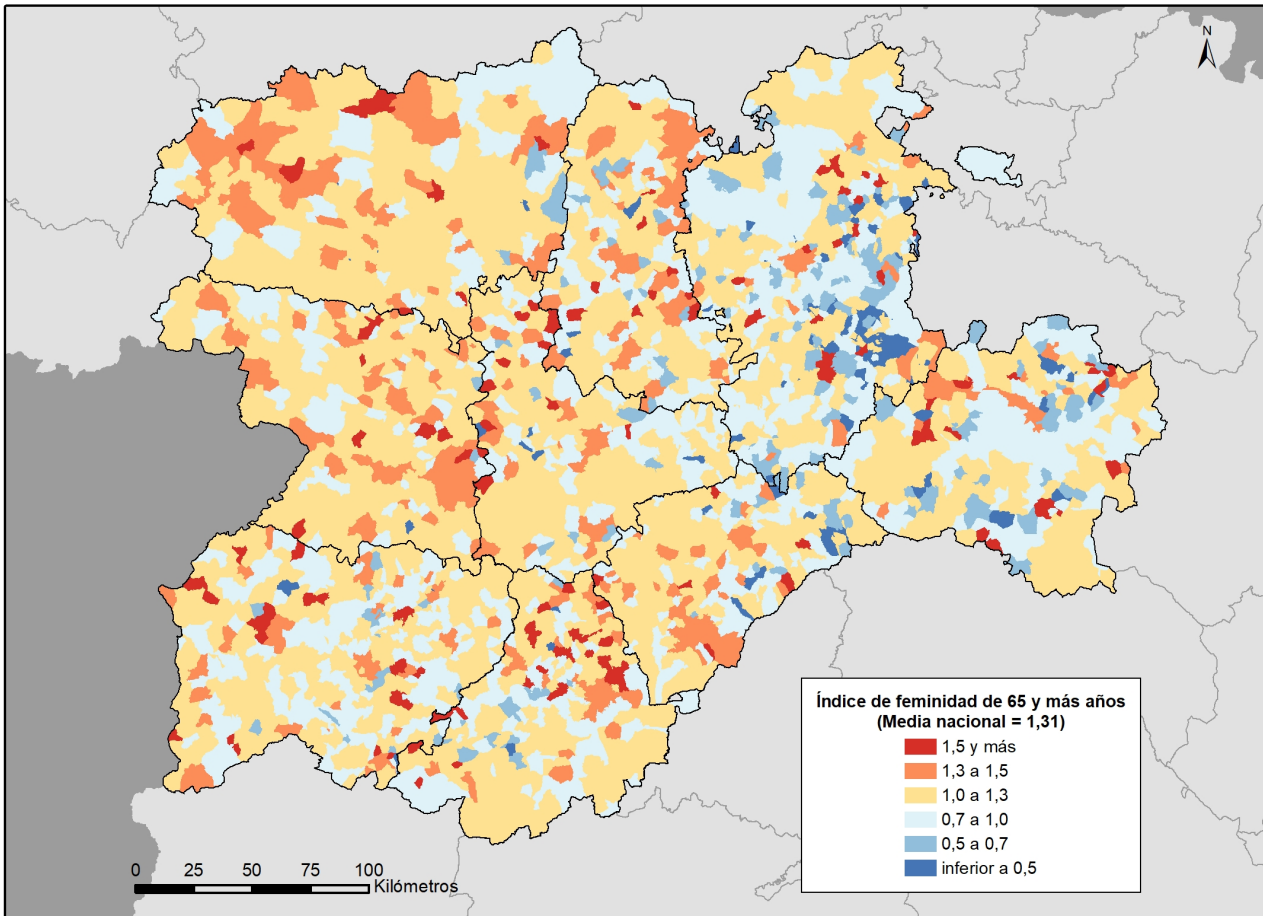 N
Índice de feminidad de 65 y más años
(Media nacional = 1,31)
1,5 y más
1,3 a 1,5
1,0 a 1,3
0,7 a 1,0
0,5 a 0,7
inferior a 0,5
0 25 50 75 100
Kilómetros